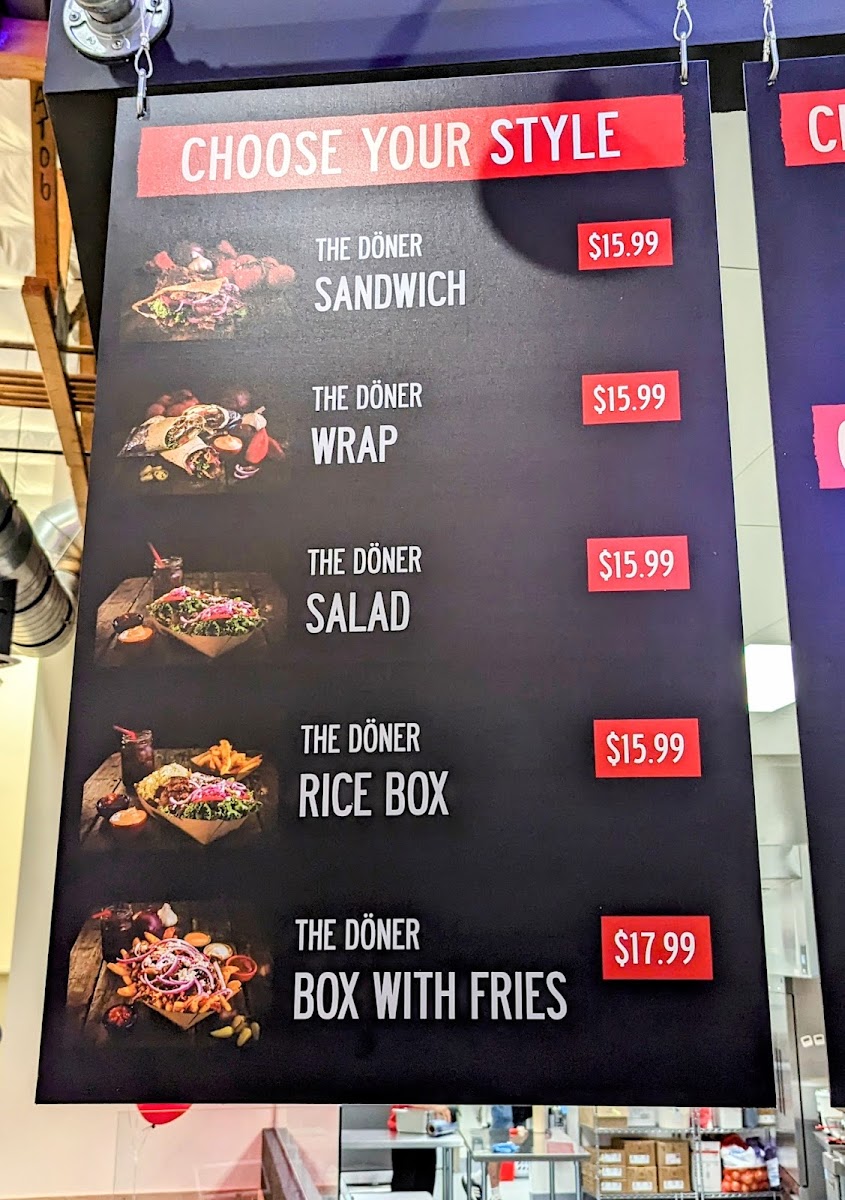 CHOOSE YOUR STYLE
THE DÖNER
SANDWICH
$15.99
THE DÖNER
WRAP
$15.99
THE DÖNER
SALAD
$15.99
THE DÖNER
RICE BOX
$15.99
THE DÖNER
BOX WITH FRIES
$17.99